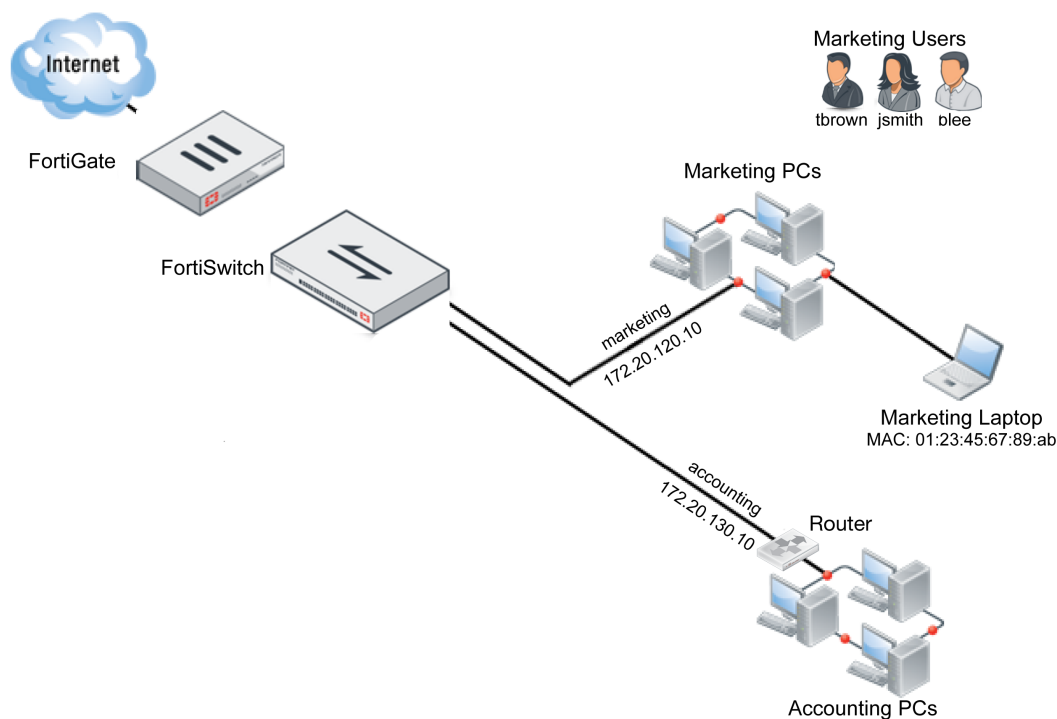 Internet
FortiGate
FortiSwitch
Marketing Users
tbrown jsmith blee
Marketing PCs
marketing
172.20.120.10
Marketing Laptop
MAC: 01:23:45:67:89:ab
accounting
172.20.130.10
Router
Accounting PCs